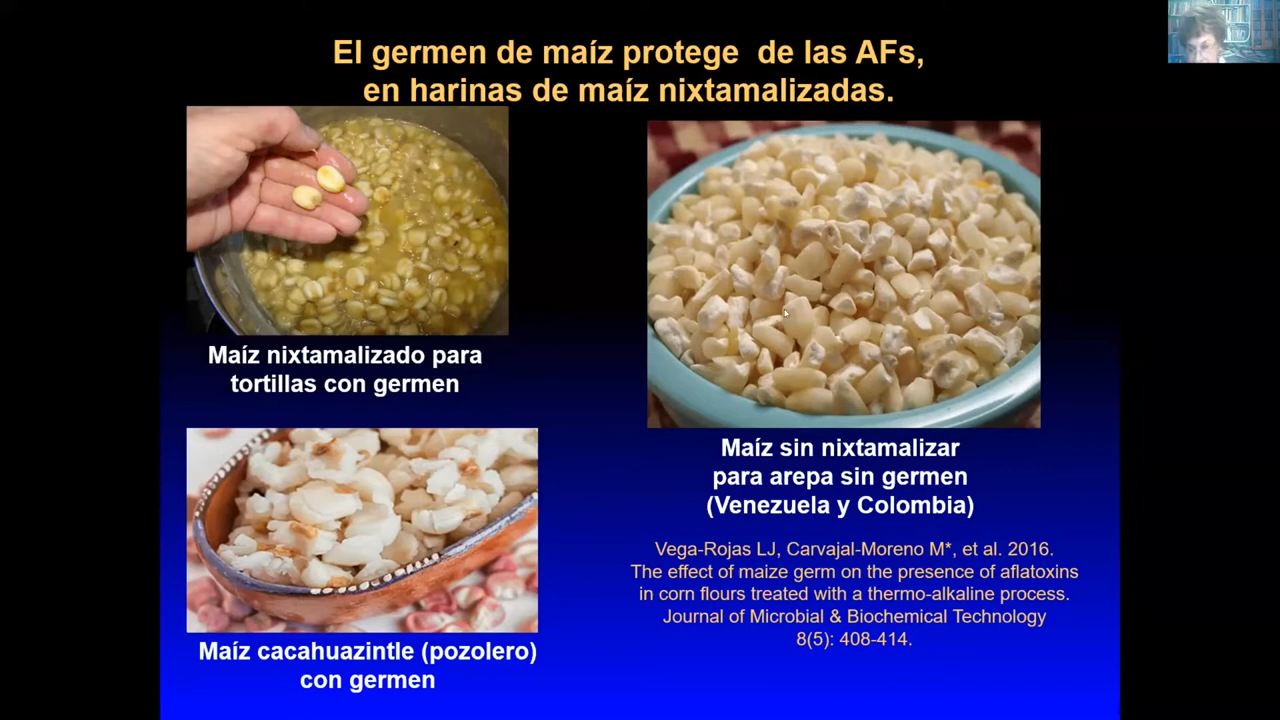 El germen de maíz protege de las AFs,
en harinas de maíz nixtamalizadas.
Maíz nixtamalizado para
tortillas con germen
Maíz cacahuazintle (pozolero)
con germen
Maíz sin nixtamalizar
para arepa sin germen
(Venezuela y Colombia)
Vega-Rojas LJ, Carvajal-Moreno M*, et al. 2016.
The effect of maize germ on the presence of aflatoxins
in corn flours treated with a thermo-alkaline process.
Journal of Microbial & Biochemical Technology
8(5): 408-414.